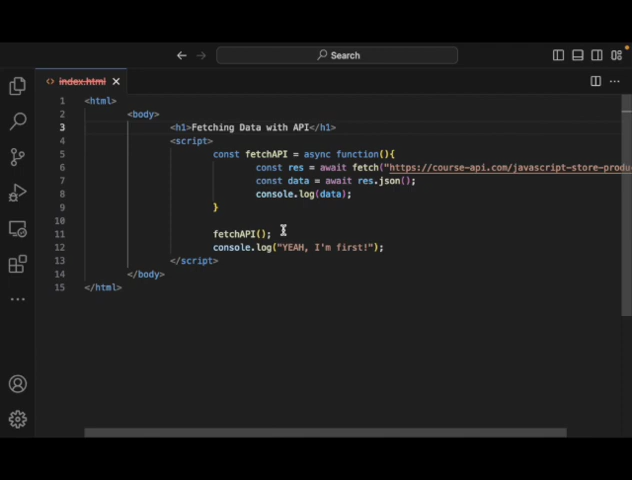 Search
index.html
1 <html>
2 <body>
3 <h1>Fetching Data with API</h1>
4 <script>
5 const fetchAPI = async function(){
6 const res = await fetch("https://course-api.com/javascript-store-produ
7 const data = await res.json();
8 console.log(data);
9 }
10
11 fetchAPI();
12 console.log("YEAH, I'm first!");
13 </script>
14 </body>
15 </html>